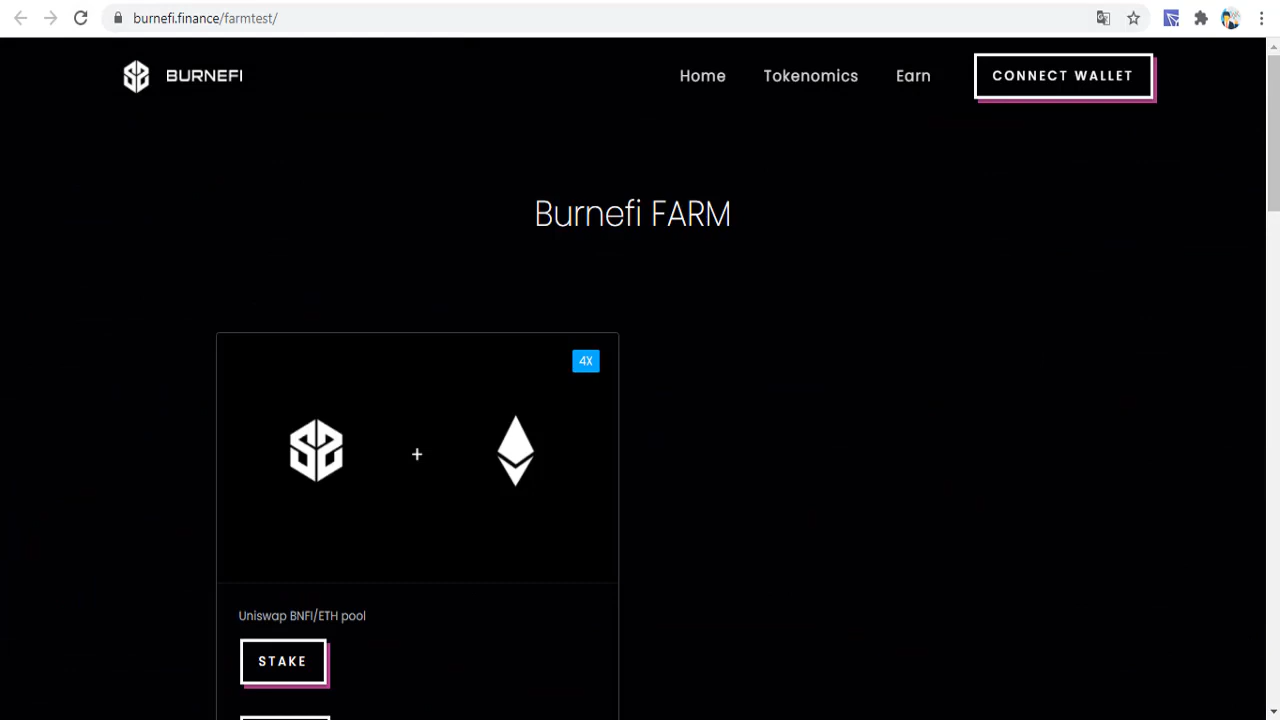 burnefi.finance/farmtest/
BURNEFI
Home Tokenomics Earn CONNECT WALLET
Burnefi FARM
4X
+
Uniswap BNFI/ETH pool
STAKE